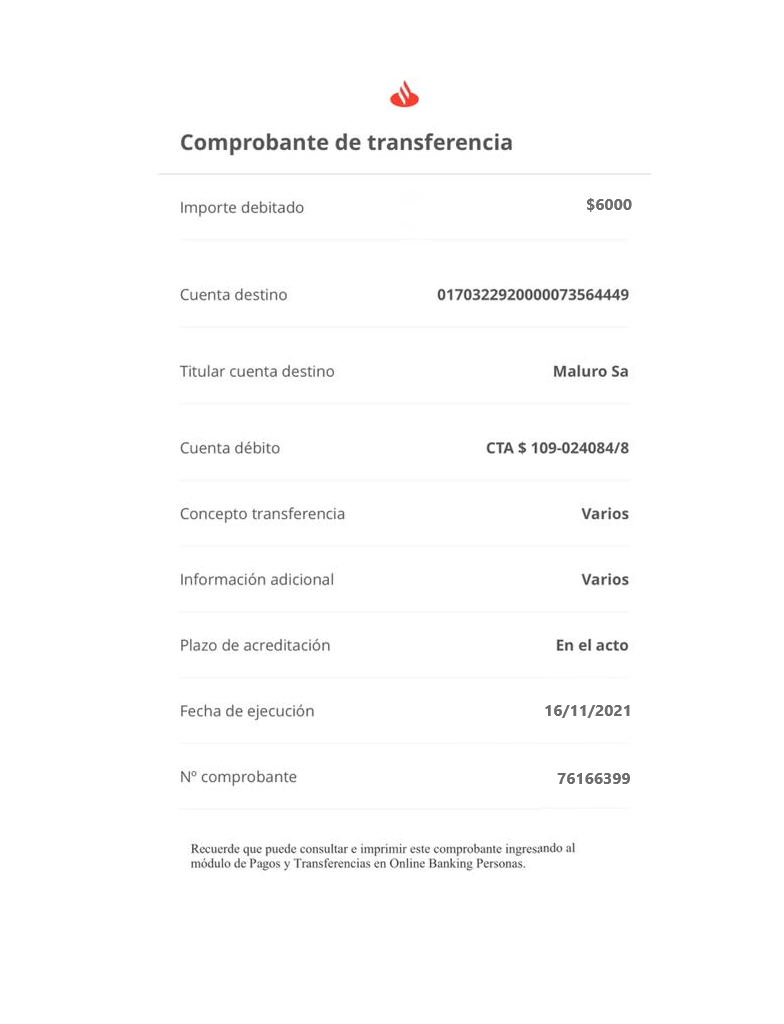 Comprobante de transferencia
Importe debitado $6000
Cuenta destino 0170322920000073564449
Titular cuenta destino Maluro Sa
Cuenta débito CTA $ 109-024084/8
Concepto transferencia Varios
Información adicional Varios
Plazo de acreditación En el acto
Fecha de ejecución 16/11/2021
Nº comprobante 76166399
Recuerde que puede consultar e imprimir este comprobante ingresando al
módulo de Pagos y Transferencias en Online Banking Personas.